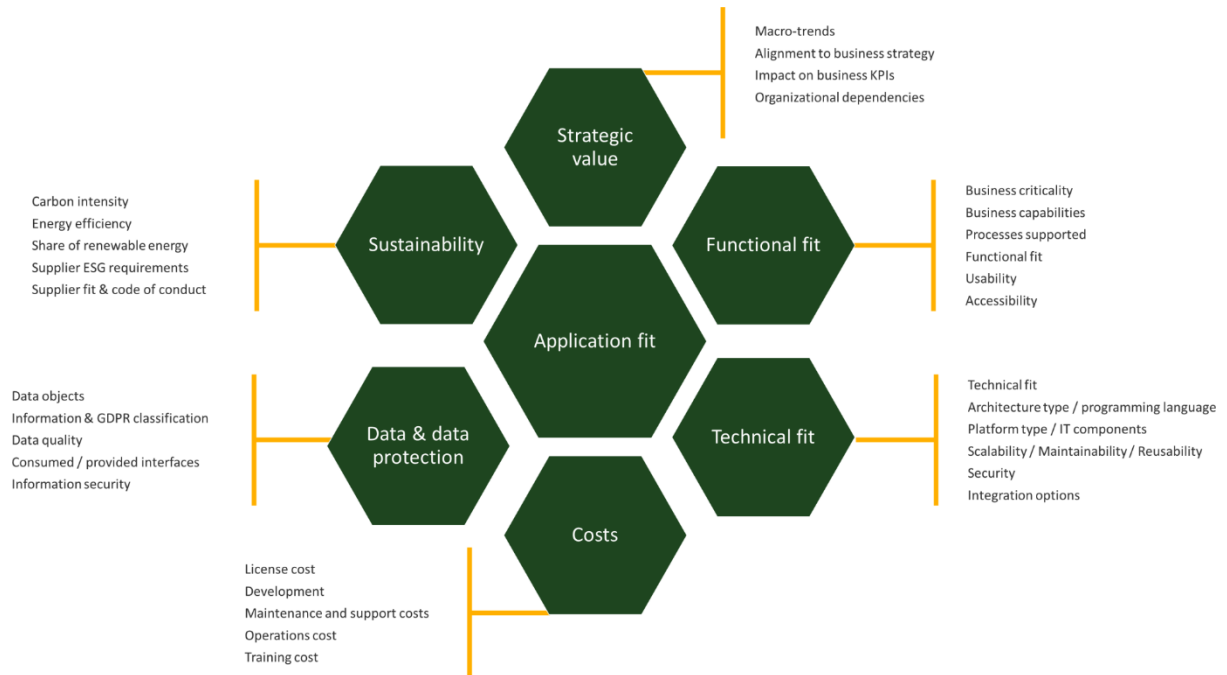 Macro-trends
Alignment to business strategy
Impact on business KPIs
Organizational dependencies
Strategic
value
Carbon intensity
Energy efficiency
Share of renewable energy
Supplier ESG requirements
Supplier fit & code of conduct
Sustainability
Functional fit
Business criticality
Business capabilities
Processes supported
Functional fit
Usability
Accessibility
Application fit
Data objects
Information & GDPR classification
Data quality
Consumed / provided interfaces
Information security
Data & data
protection
Technical fit
Technical fit
Architecture type / programming language
Platform type / IT components
Scalability / Maintainability / Reusability
Security
Integration options
Costs
License cost
Development
Maintenance and support costs
Operations cost
Training cost